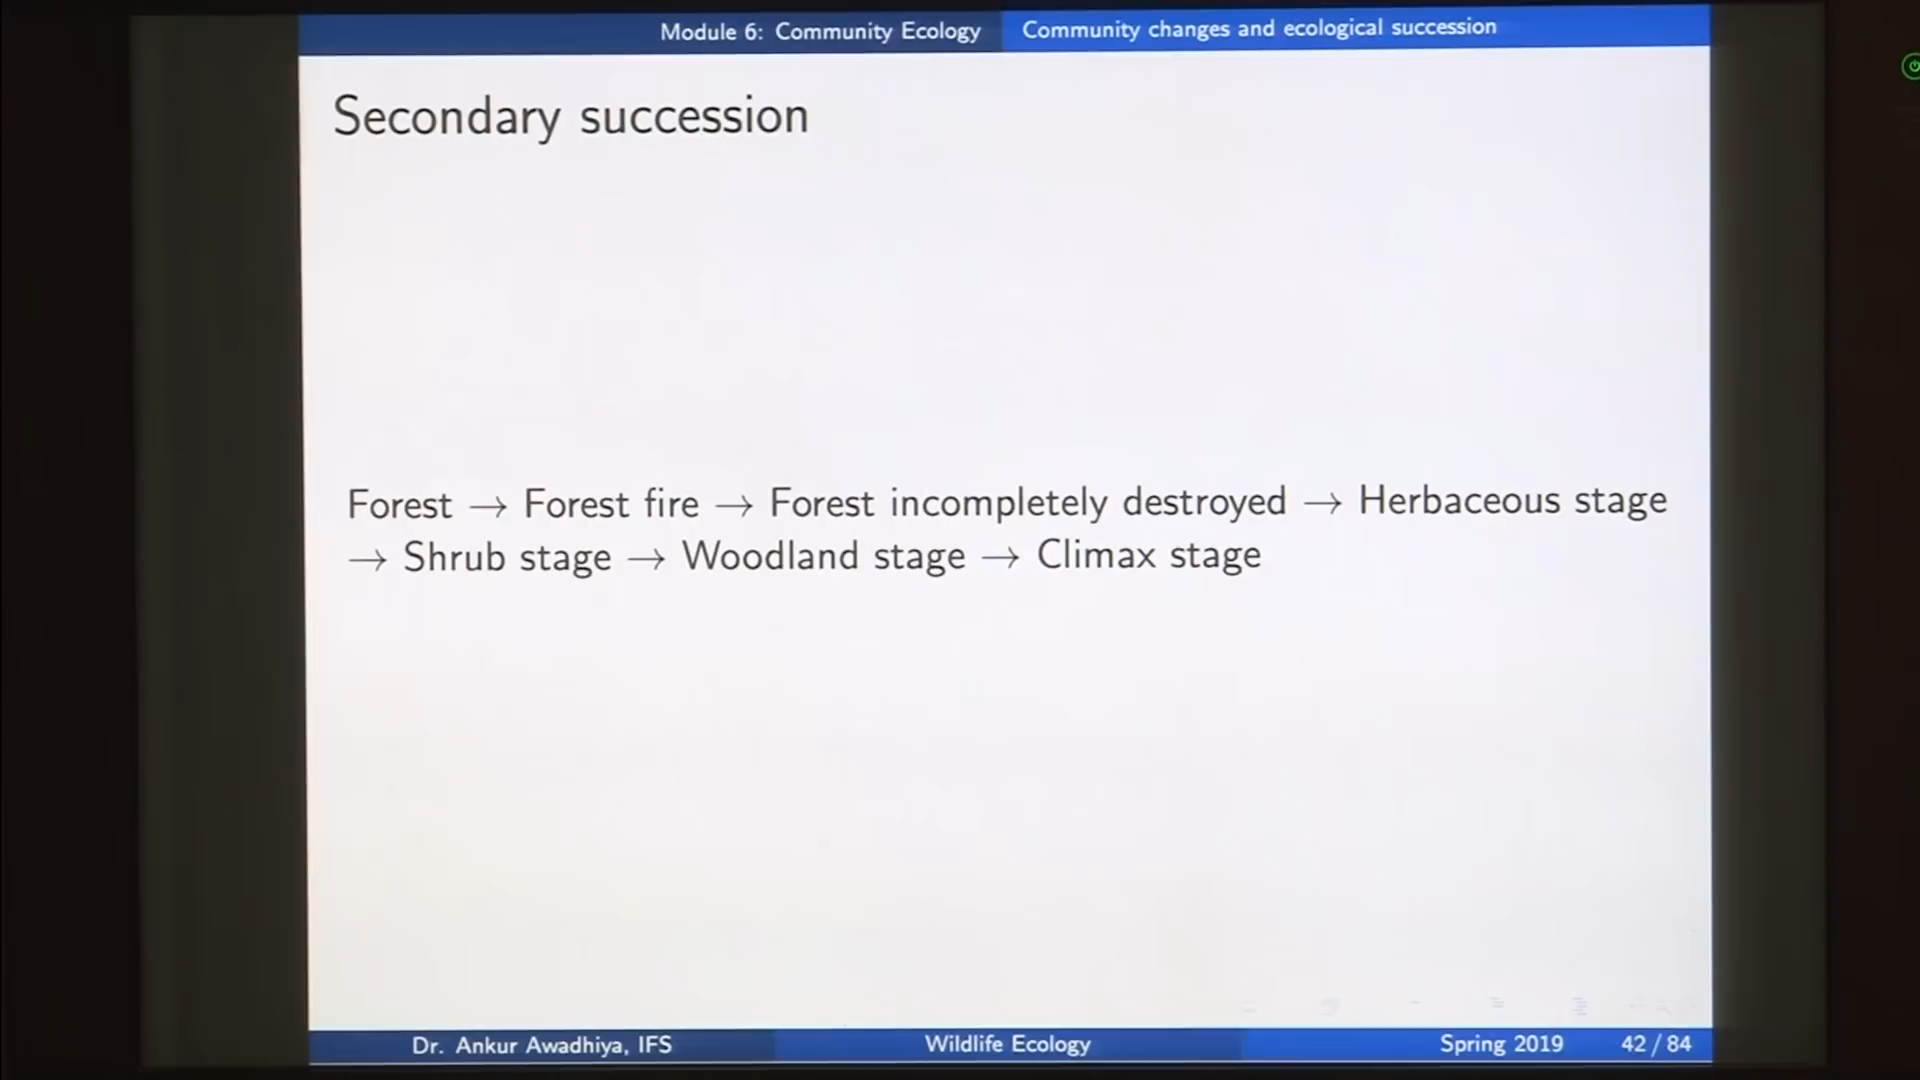 Module 6: Community Ecology
Community changes and ecological succession
Secondary succession
Forest → Forest fire → Forest incompletely destroyed → Herbaceous stage
→ Shrub stage → Woodland stage → Climax stage
Dr. Ankur Awadhiya, IFS
Wildlife Ecology
Spring 2019
42 / 84